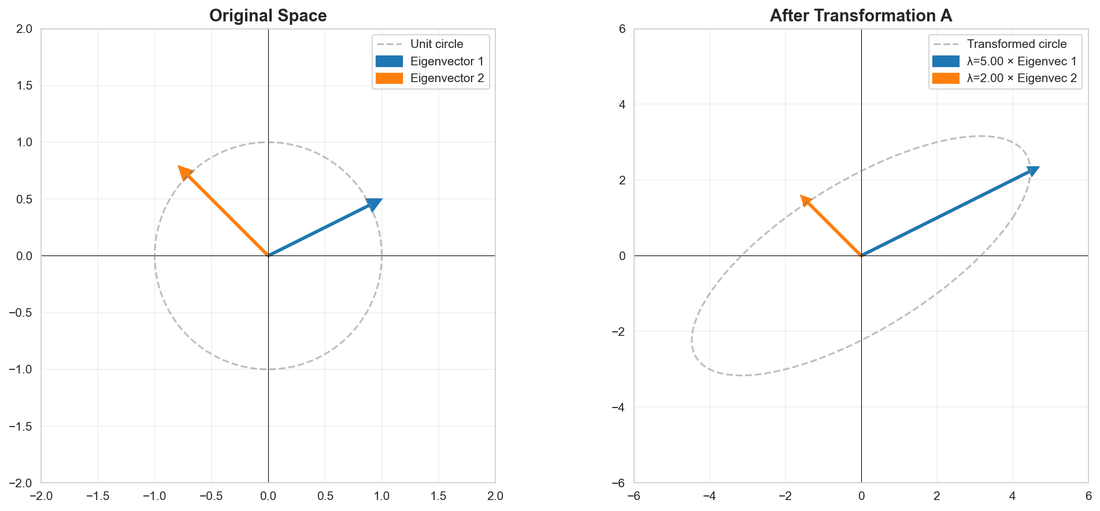 Original Space
Unit circle
Eigenvector 1
Eigenvector 2
2.0
1.5
1.0
0.5
0.0
−0.5
−1.0
−1.5
−2.0
−2.0 −1.5 −1.0 −0.5 0.0 0.5 1.0 1.5 2.0
After Transformation A
Transformed circle
λ=5.00 × Eigenvec 1
λ=2.00 × Eigenvec 2
6
4
2
0
−2
−4
−6
−6 −4 −2 0 2 4 6